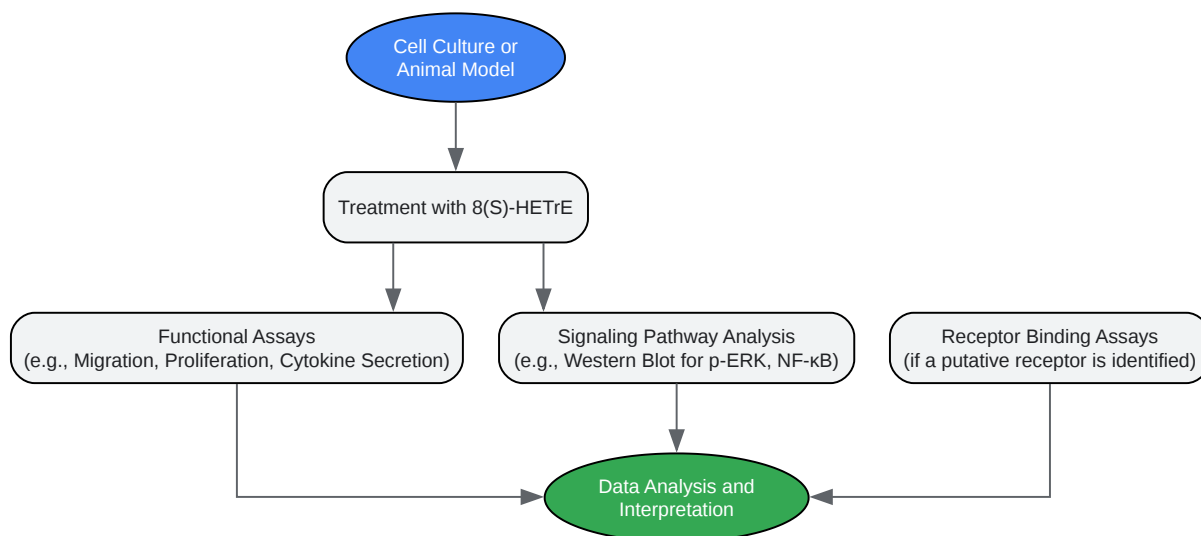 Cell Culture or
Animal Model
Treatment with 8(S)-HETrE
Functional Assays
(e.g., Migration, Proliferation, Cytokine Secretion)
Signaling Pathway Analysis
(e.g., Western Blot for p-ERK, NF-κB)
Receptor Binding Assays
(if a putative receptor is identified)
Data Analysis and
Interpretation